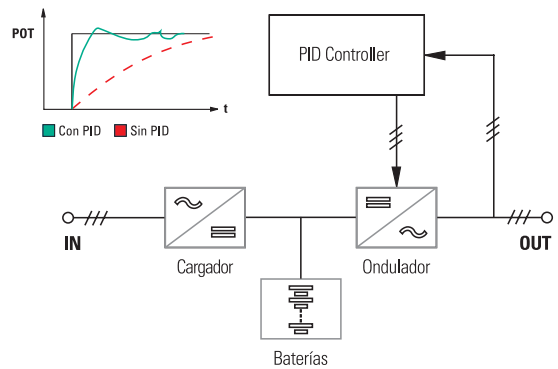 POT
t
Con PID
Sin PID
PID Controller
IN
OUT
Cargador
Ondulador
Baterías